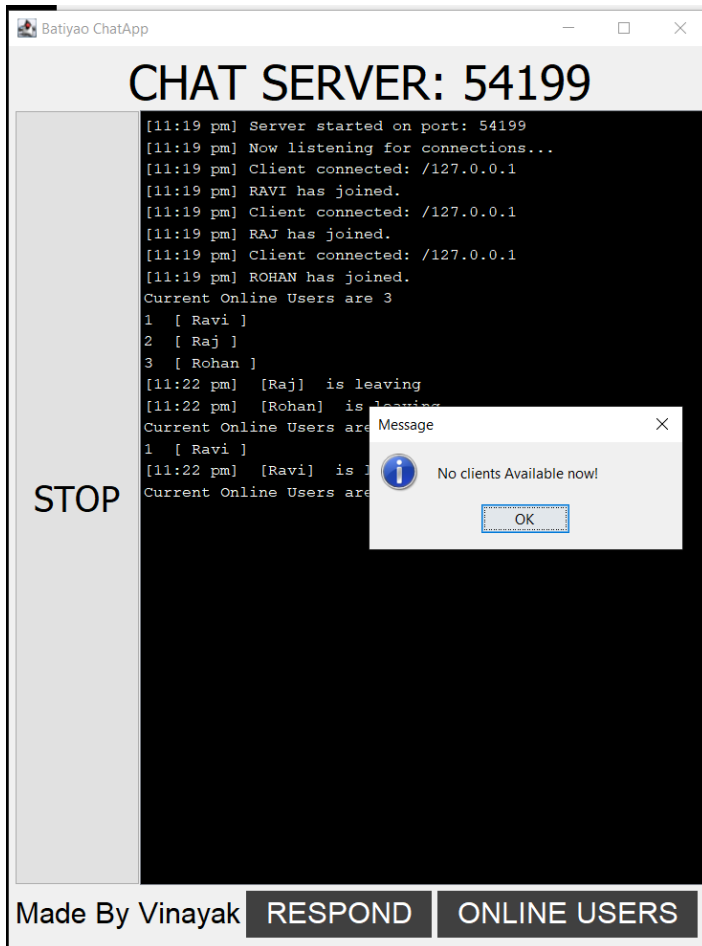 Batiyao ChatApp
CHAT SERVER: 54199
[11:19 pm] Server started on port: 54199
[11:19 pm] Now listening for connections...
[11:19 pm] Client connected: /127.0.0.1
[11:19 pm] RAVI has joined.
[11:19 pm] Client connected: /127.0.0.1
[11:19 pm] RAJ has joined.
[11:19 pm] Client connected: /127.0.0.1
[11:19 pm] ROHAN has joined.
Current Online Users are 3
1 [ Ravi ]
2 [ Raj ]
3 [ Rohan ]
[11:22 pm] [Raj] is leaving
[11:22 pm] [Rohan] is leaving
Current Online Users are
1 [ Ravi ]
[11:22 pm] [Ravi] is
Current Online Users are
Message
No clients Available now!
OK
STOP
Made By Vinayak
RESPOND
ONLINE USERS